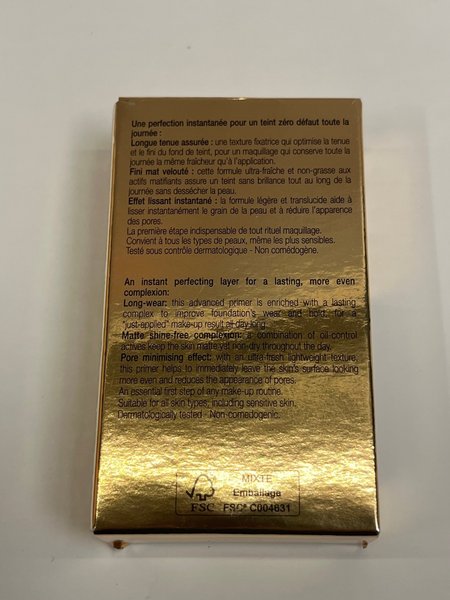 Une perfection instantanée pour un teint zéro défaut toute la
journée :
Longue tenue assurée : une texture fixatrice qui optimise la tenue
et le fini du fond de teint, pour un maquillage qui conserve toute la
journée la même fraîcheur qu'à l'application.
Fini mat velouté : cette formule ultra-fraîche et non-grasse aux
actifs matifiants assure un teint sans brillance tout au long de la
journée sans dessécher la peau.
Effet lissant instantané : la formule légère et translucide aide à
lisser instantanément le grain de la peau et à réduire l'apparence
des pores.
La première étape indispensable de tout rituel maquillage.
Convient à tous les types de peaux, même les plus sensibles.
Testé sous contrôle dermatologique - Non comédogène.
An instant perfecting layer for a lasting, more even
complexion:
Long-wear: this advanced primer is enriched with a lasting
complex to improve foundation's wear and hold, for a
"just-applied" make-up result all day long.
Matte shine-free complexion: a combination of oil-control
actives keep the skin matte yet non-dry throughout the day.
Pore minimising effect: with an ultra-fresh lightweight texture,
this primer helps to immediately leave the skin's surface looking
more even and reduces the appearance of pores.
An essential first step of any make-up routine.
Suitable for all skin types, including sensitive skin.
Dermatologically tested - Non-comedogenic.
MIXTE
Emballage
FSC FSC® C004631